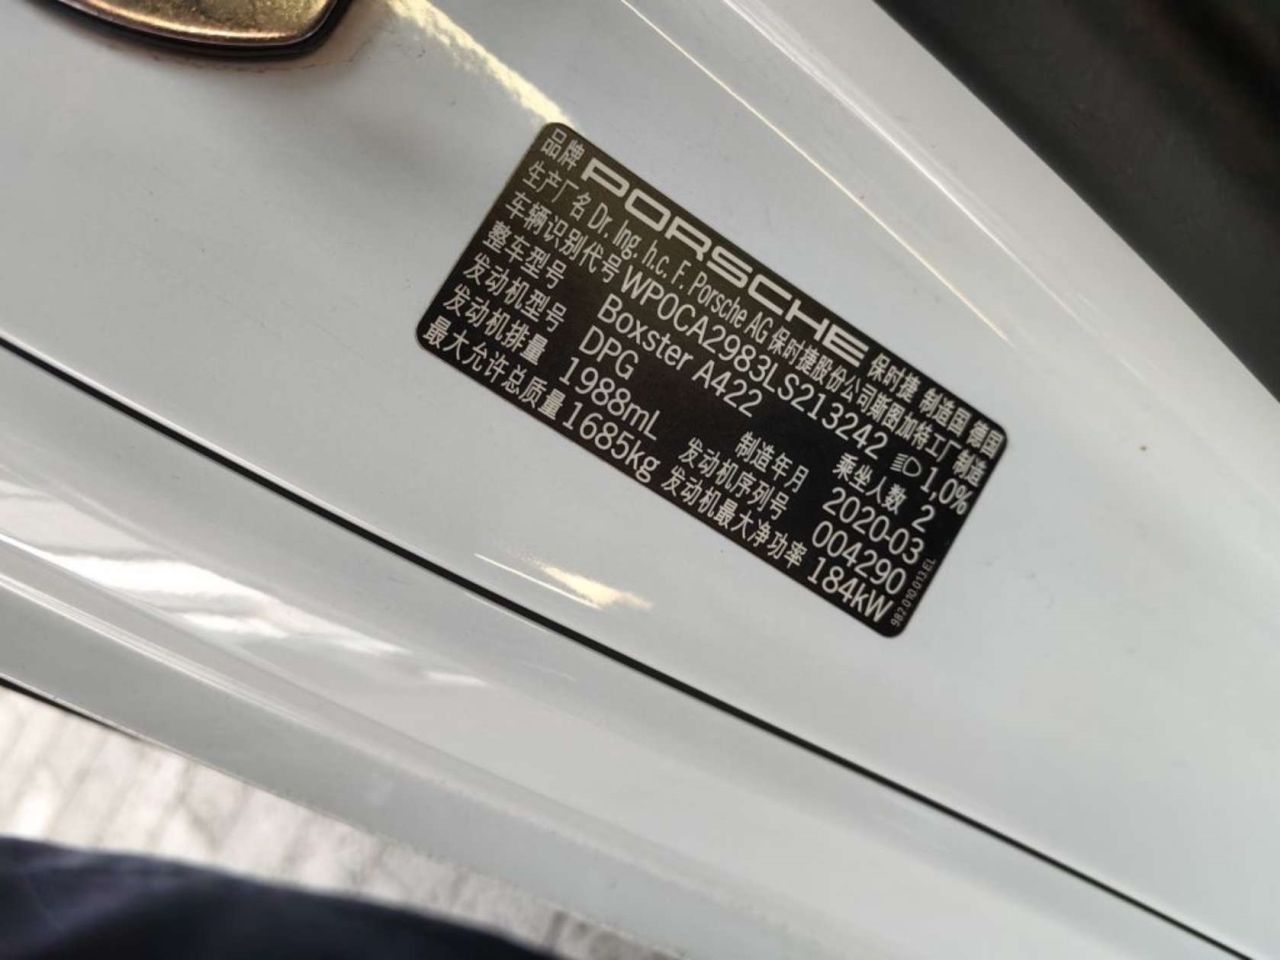 品牌 PORSCHE 保时捷 制造国 德国
生产厂名 Dr. Ing. h.c. F. Porsche AG 保时捷股份公司斯图加特工厂制造
车辆识别代号 WP0CA2983LS213242 1,0%
整车型号 Boxster A422 乘坐人数 2
发动机型号 DPG 制造年月 2020-03
发动机排量 1988mL 发动机序列号 004290
最大允许总质量 1685kg 发动机最大净功率 184kW
982.010.013.EL